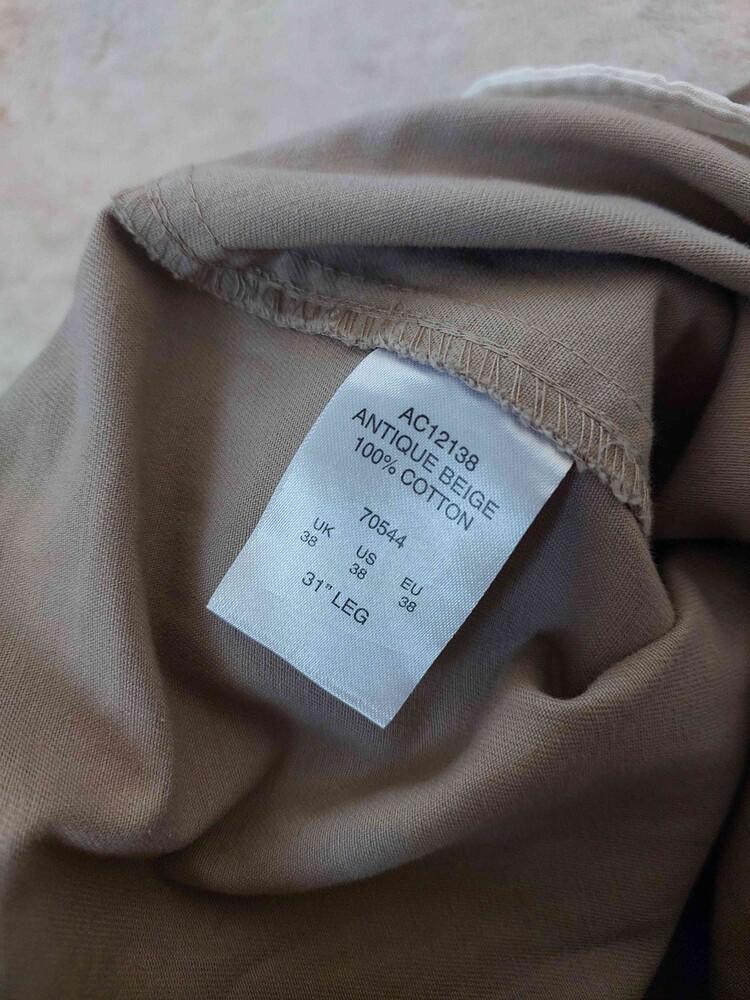 AC12138
ANTIQUE BEIGE
100% COTTON
70544
UK US EU
38 38 38
31" LEG